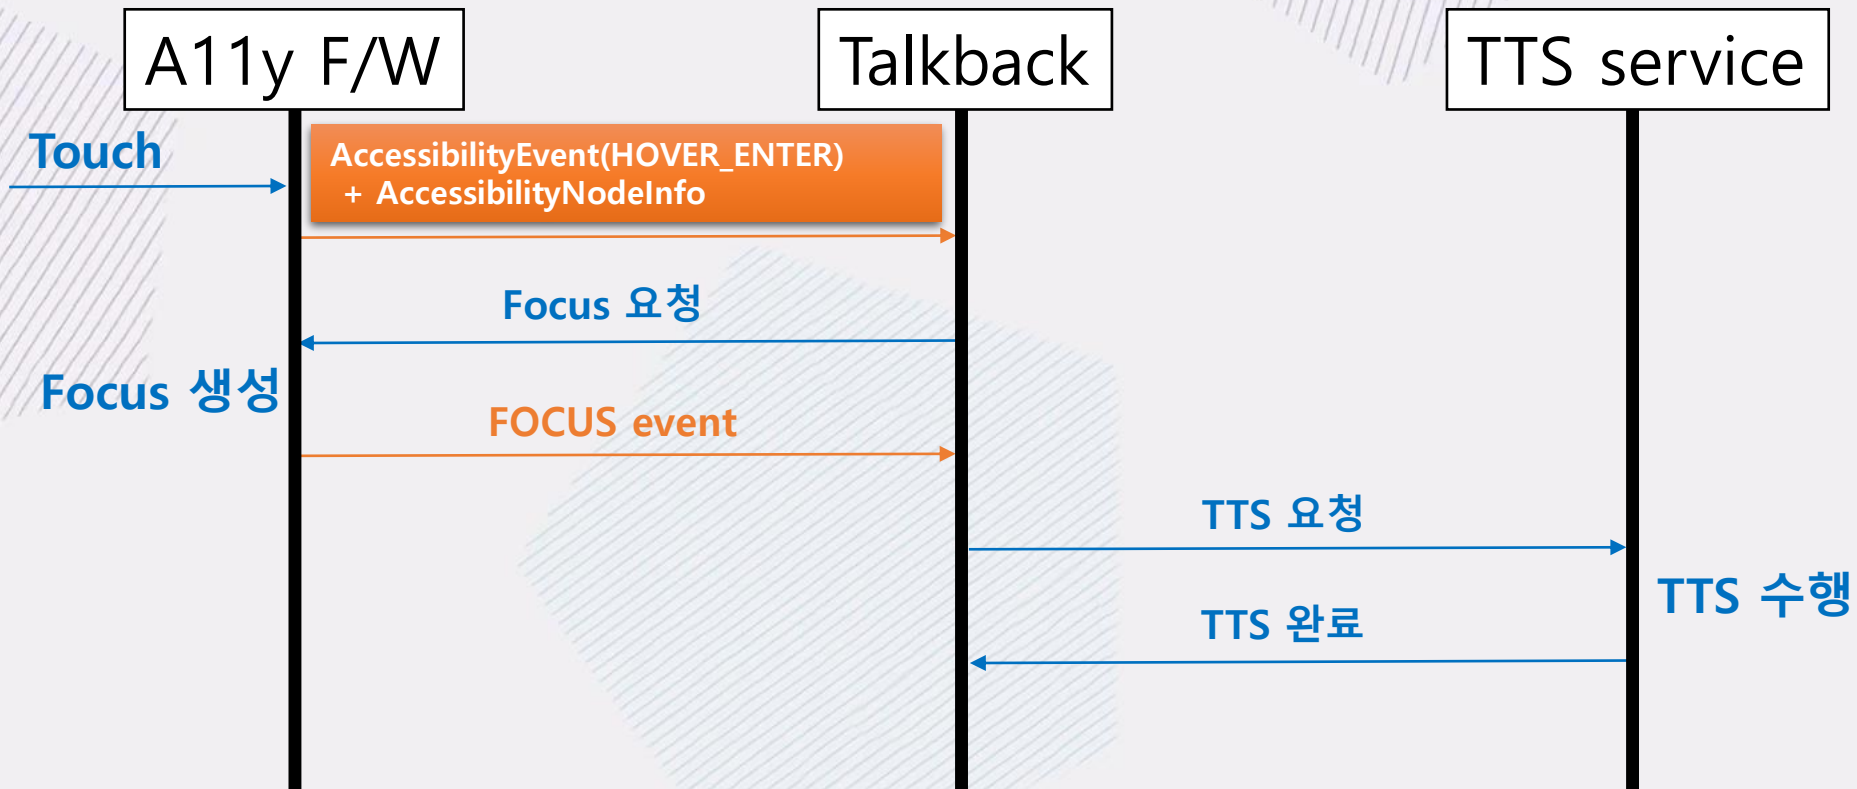 A11y F/W
Talkback
TTS service
Touch
AccessibilityEvent(HOVER_ENTER)
+ AccessibilityNodeInfo
Focus 요청
Focus 생성
FOCUS event
TTS 요청
TTS 수행
TTS 완료